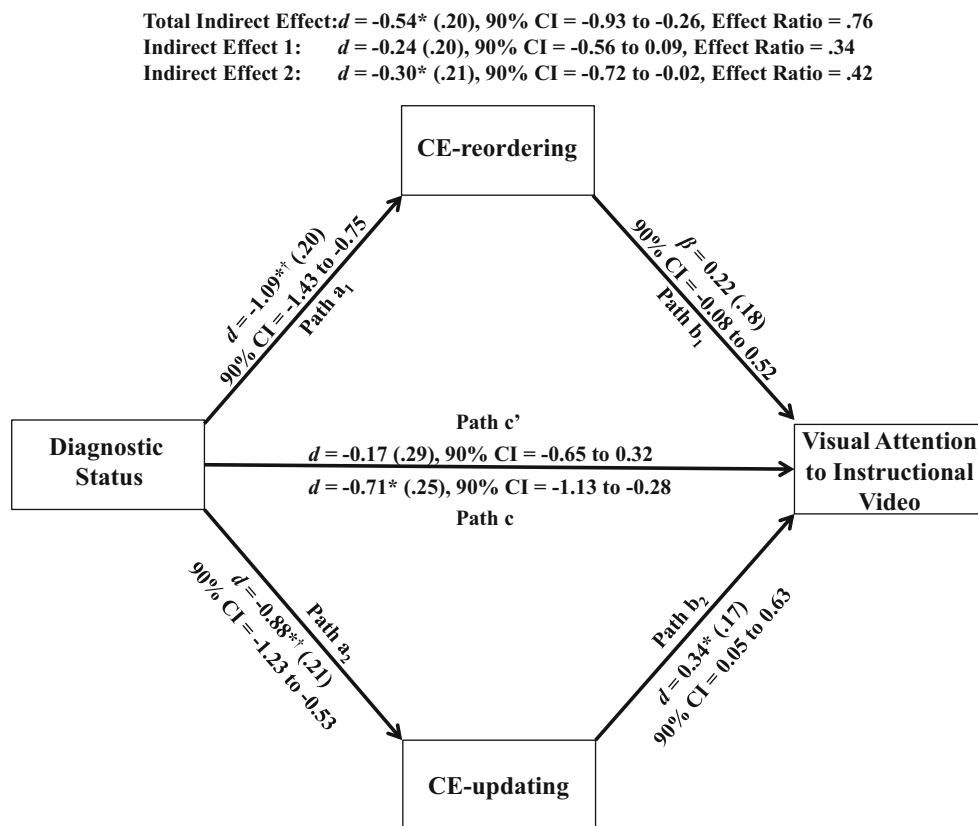 Total Indirect Effect: d = -0.54* (.20), 90% CI = -0.93 to -0.26, Effect Ratio = .76
Indirect Effect 1: d = -0.24 (.20), 90% CI = -0.56 to 0.09, Effect Ratio = .34
Indirect Effect 2: d = -0.30* (.21), 90% CI = -0.72 to -0.02, Effect Ratio = .42
CE-reordering
d = -1.09*† (.20)
90% CI = -1.43 to -0.75
Path a₁
β = 0.22 (.18)
90% CI = -0.08 to 0.52
Path b₁
Diagnostic
Status
Path c’
d = -0.17 (.29), 90% CI = -0.65 to 0.32
d = -0.71* (.25), 90% CI = -1.13 to -0.28
Path c
Visual Attention
to Instructional
Video
Path a₂
d = -0.88*† (.21)
90% CI = -1.23 to -0.53
Path b₂
d = 0.34* (.17)
90% CI = 0.05 to 0.63
CE-updating